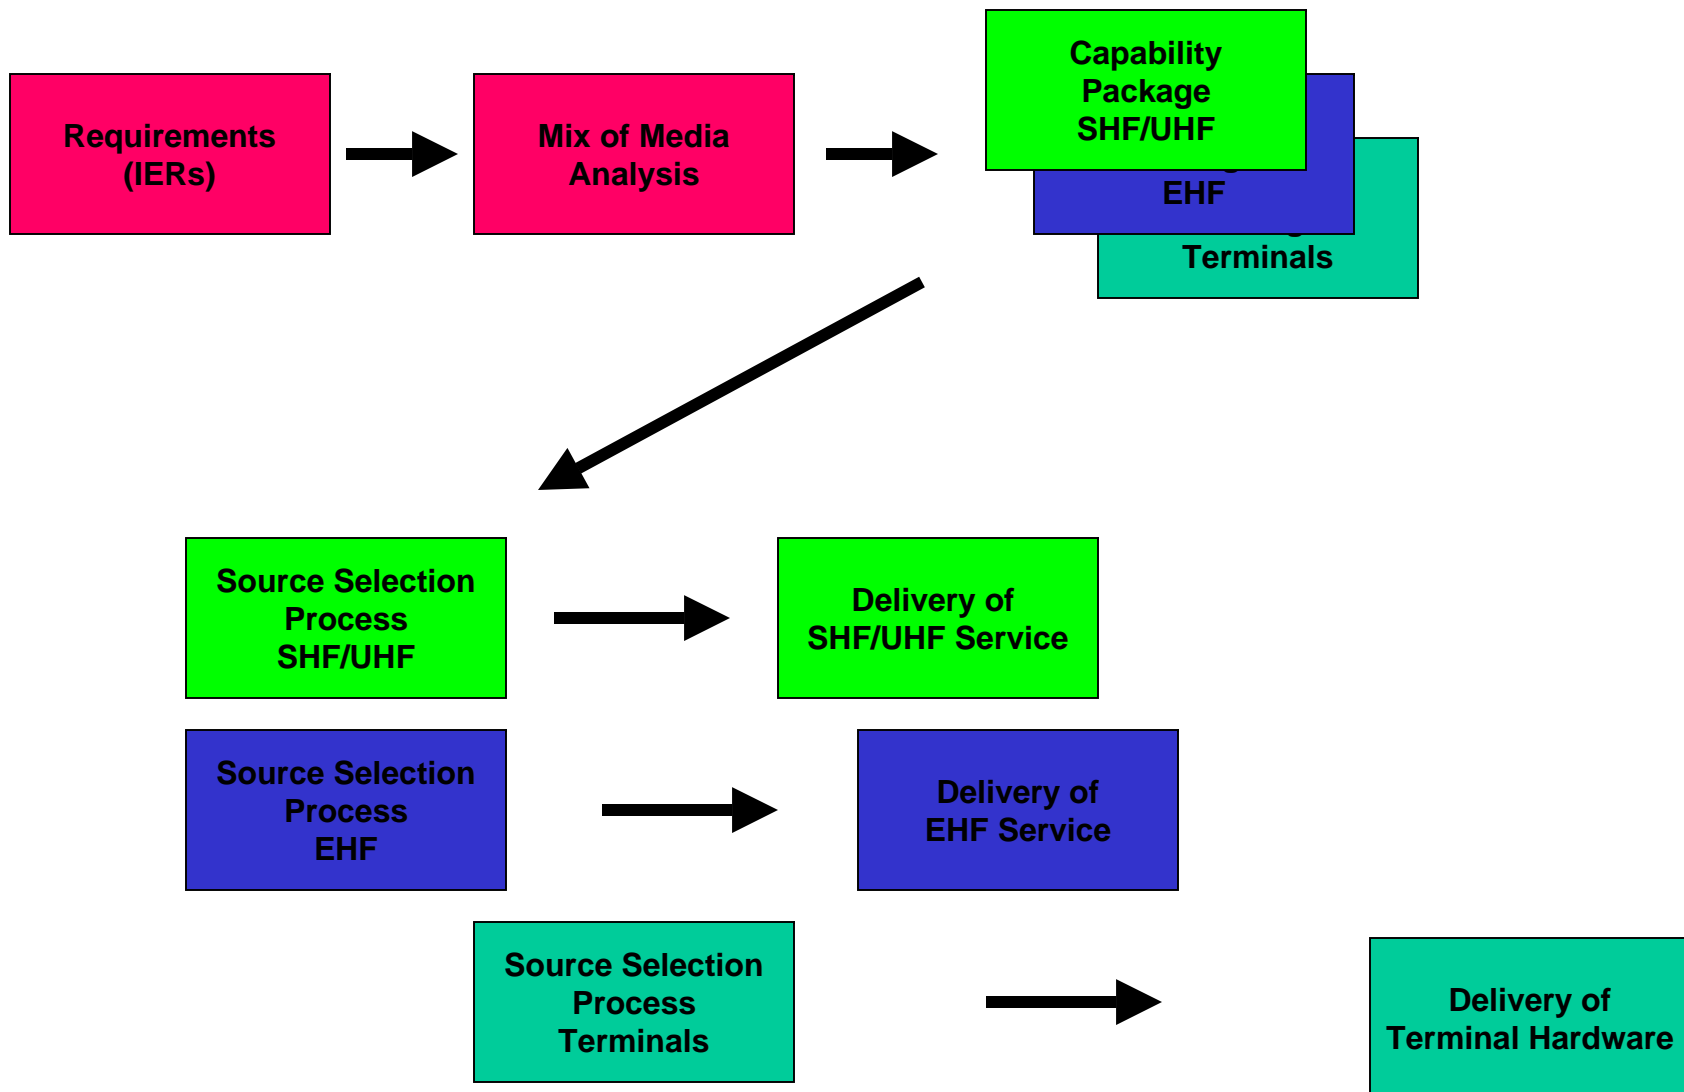 Requirements
(IERs)
Mix of Media
Analysis
Capability
Package
SHF/UHF
EHF
Terminals
Source Selection
Process
SHF/UHF
Delivery of
SHF/UHF Service
Source Selection
Process
EHF
Delivery of
EHF Service
Source Selection
Process
Terminals
Delivery of
Terminal Hardware